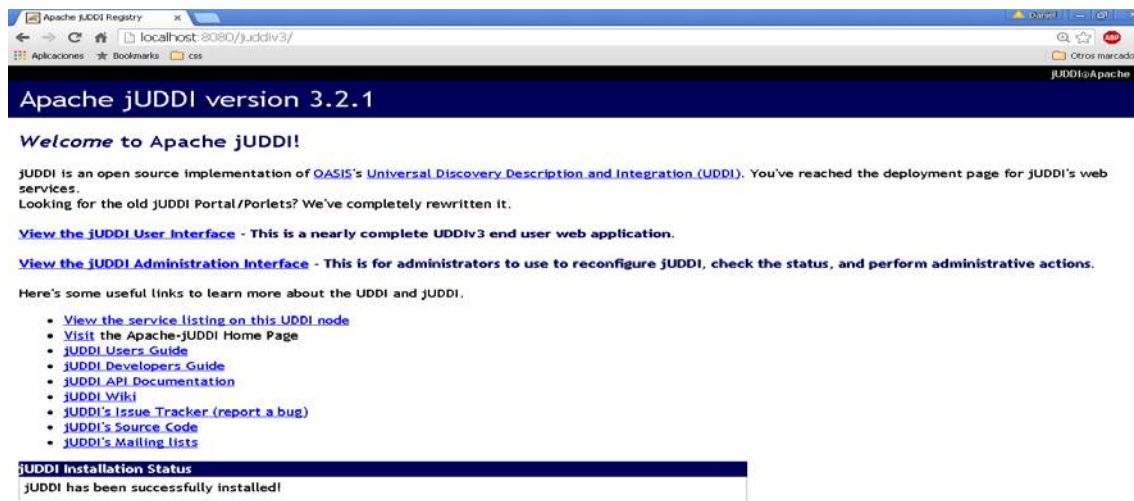 Apache jUDDI Registry
Daniel
localhost:8080/juddiv3/
ABP
Aplicaciones
Bookmarks
css
Otros marcado
jUDDI@Apache
Apache jUDDI version 3.2.1
Welcome to Apache jUDDI!
jUDDI is an open source implementation of OASIS's Universal Discovery Description and Integration (UDDI). You've reached the deployment page for jUDDI's web
services.
Looking for the old jUDDI Portal/Porlets? We've completely rewritten it.
View the jUDDI User Interface - This is a nearly complete UDDIv3 end user web application.
View the jUDDI Administration Interface - This is for administrators to use to reconfigure jUDDI, check the status, and perform administrative actions.
Here's some useful links to learn more about the UDDI and jUDDI.
• View the service listing on this UDDI node
• Visit the Apache-jUDDI Home Page
• jUDDI Users Guide
• jUDDI Developers Guide
• jUDDI API Documentation
• jUDDI Wiki
• jUDDI's Issue Tracker (report a bug)
• jUDDI's Source Code
• jUDDI's Mailing lists
jUDDI Installation Status
jUDDI has been successfully installed!